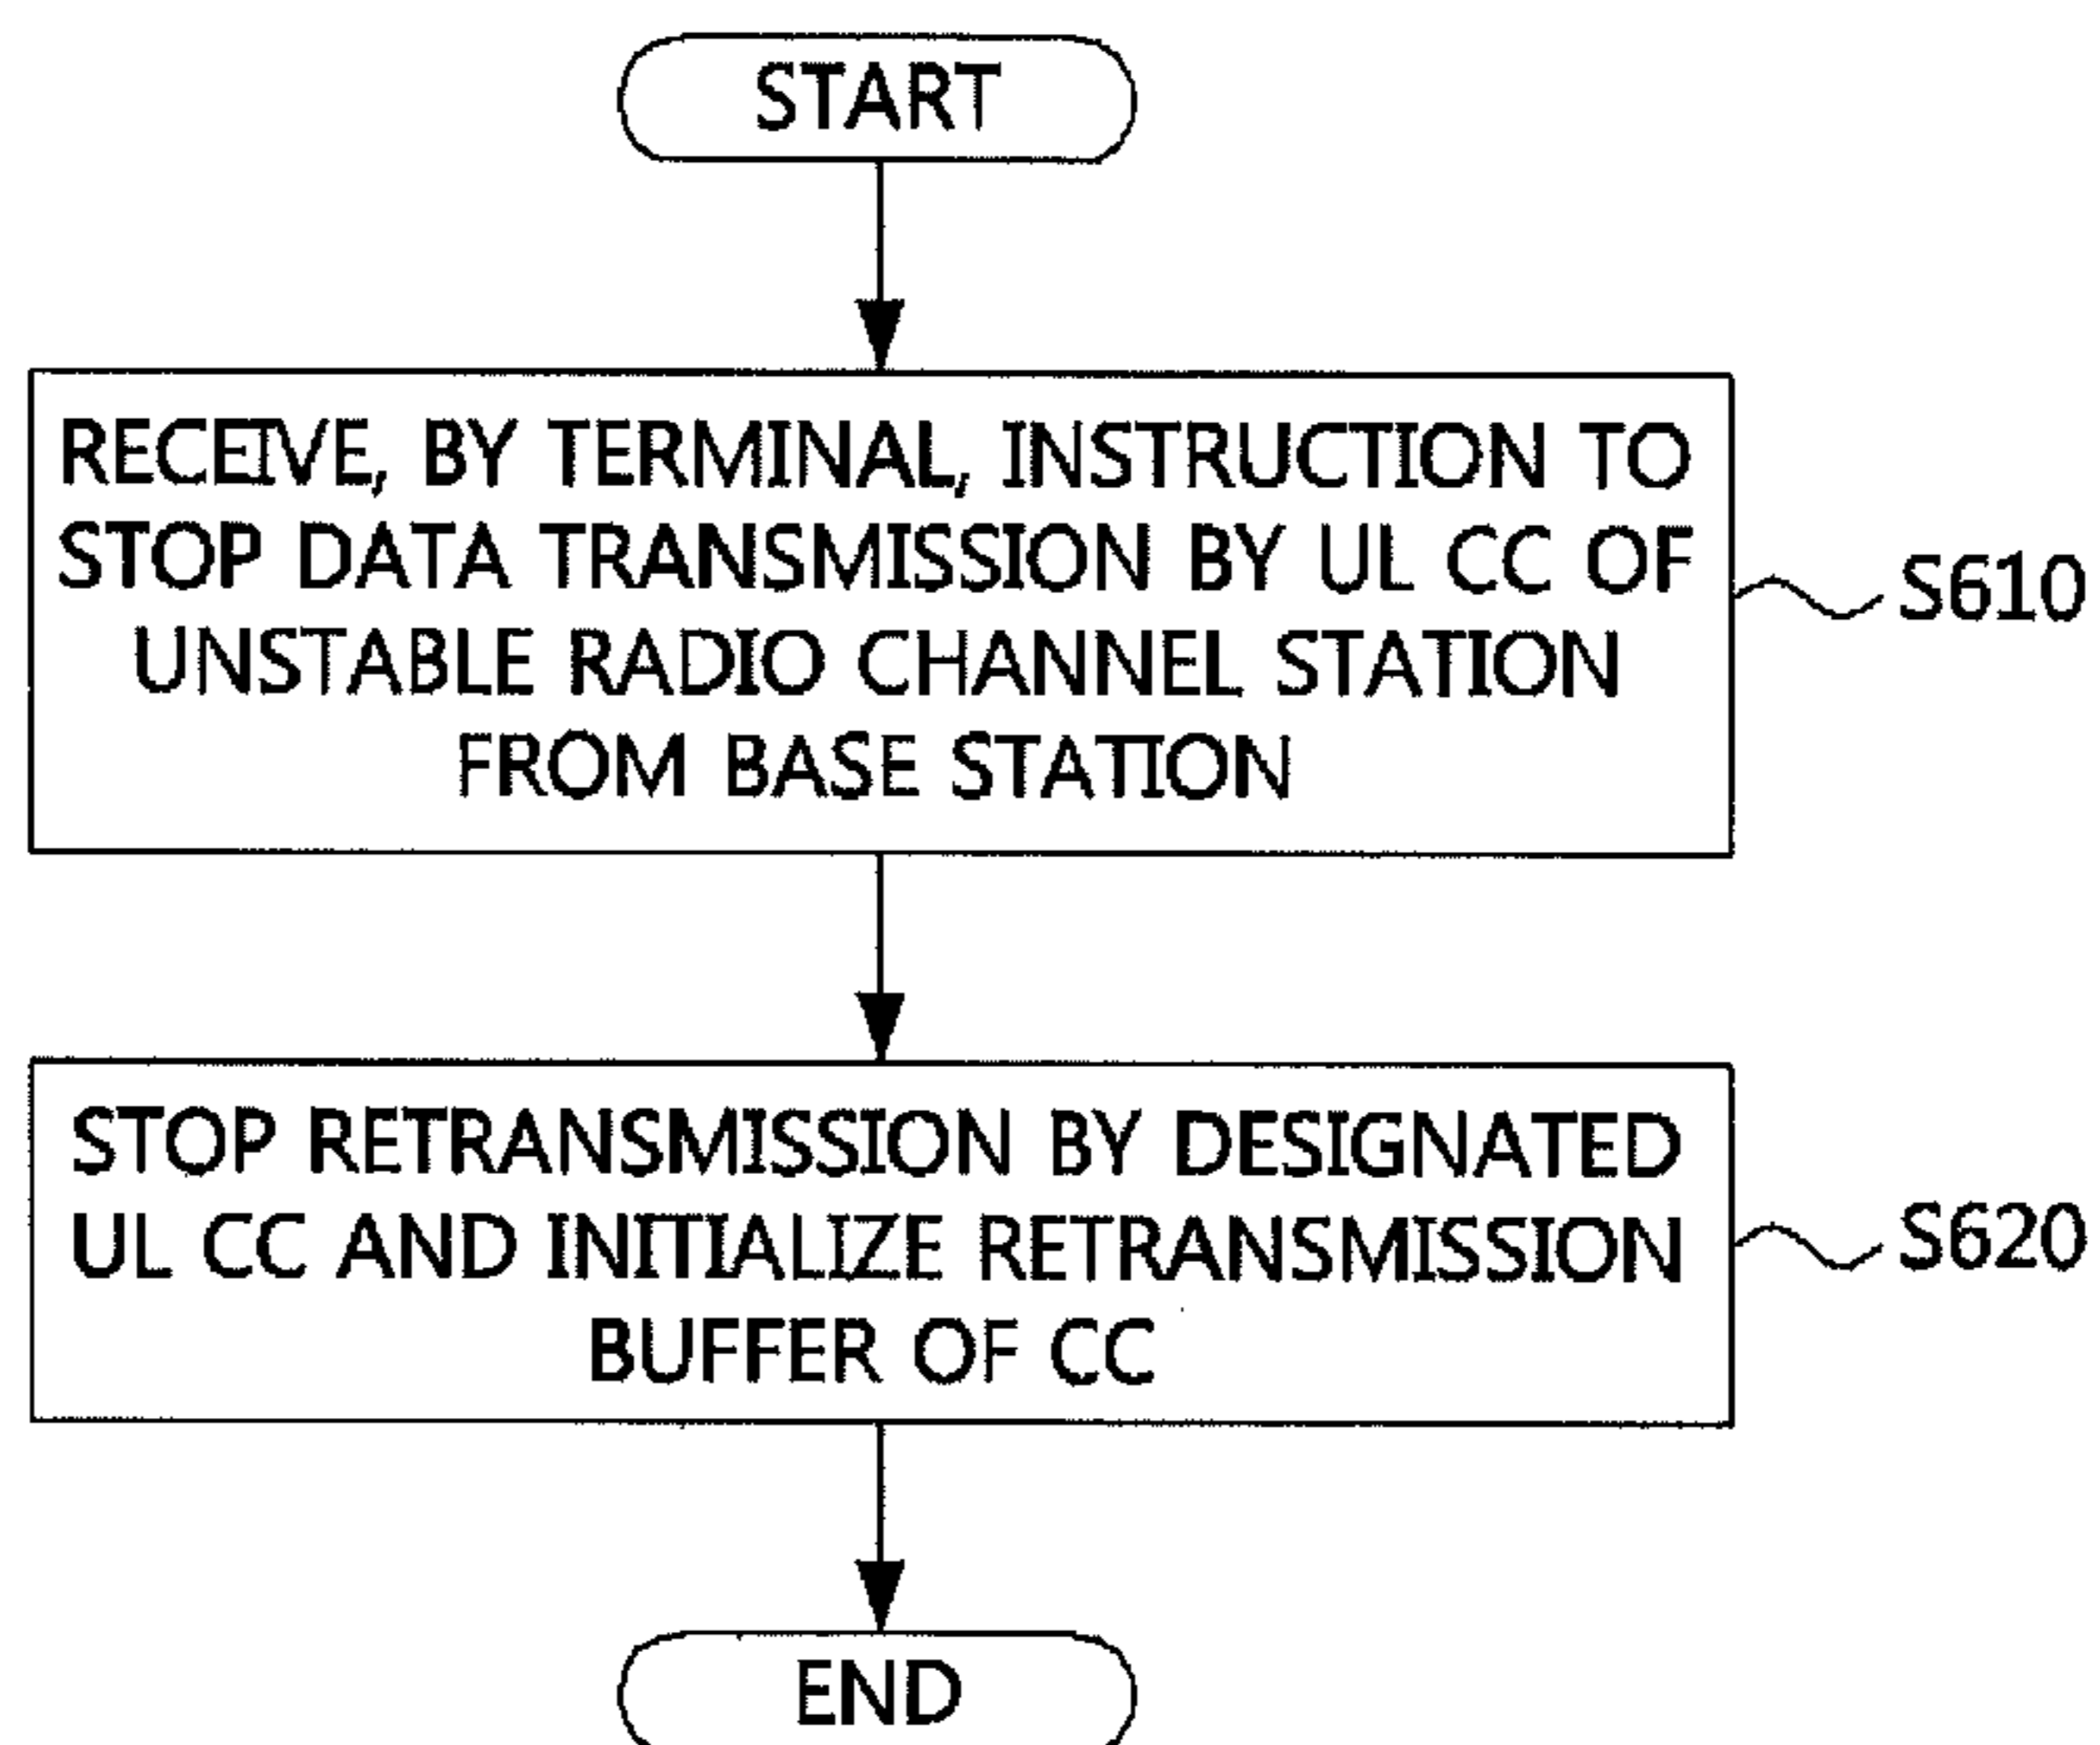 START
RECEIVE, BY TERMINAL, INSTRUCTION TO
STOP DATA TRANSMISSION BY UL CC OF
UNSTABLE RADIO CHANNEL STATION
FROM BASE STATION
S610
STOP RETRANSMISSION BY DESIGNATED
UL CC AND INITIALIZE RETRANSMISSION
BUFFER OF CC
S620
END